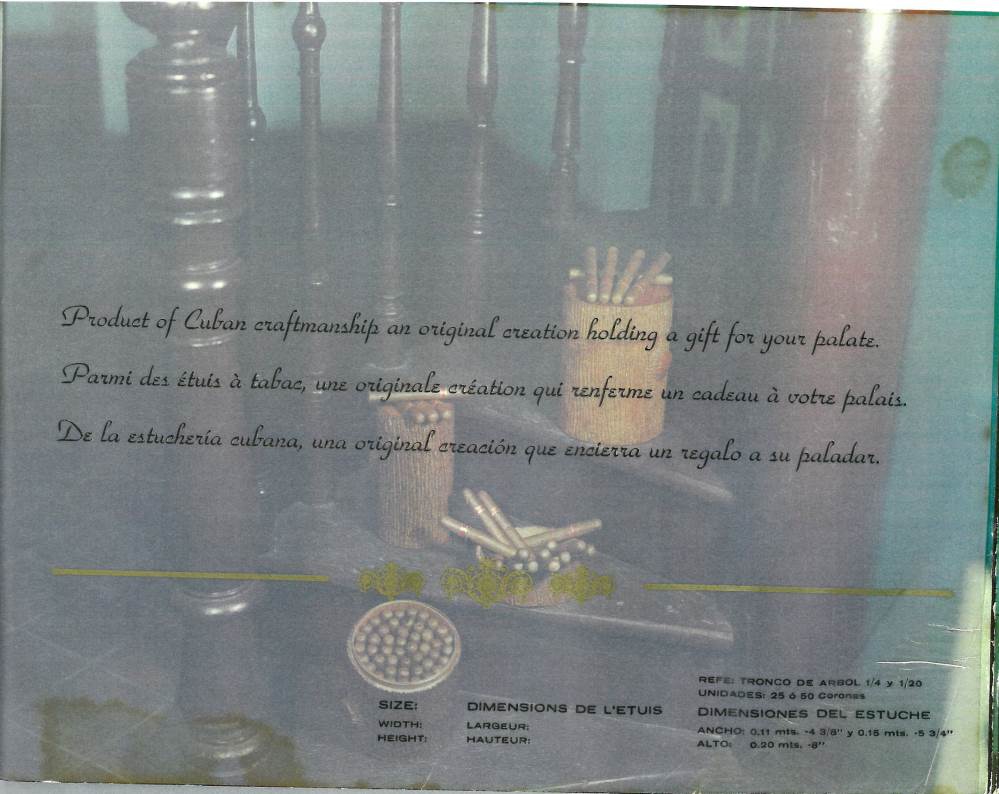 Product of Cuban craftmanship an original creation holding a gift for your palate.
Parmi des étuis à tabac, une originale création qui renferme un cadeau à votre palais.
De la estuchería cubana, una original creación que encierra un regalo a su paladar.
SIZE:
WIDTH:
HEIGHT:
DIMENSIONS DE L'ETUIS
LARGEUR:
HAUTEUR:
REFE: TRONCO DE ARBOL 1/4 y 1/20
UNIDADES: 25 ó 50 Coronas
DIMENSIONES DEL ESTUCHE
ANCHO: 0.11 mts. -4 3/8" y 0.15 mts. -5 3/4"
ALTO: 0.20 mts. -8"